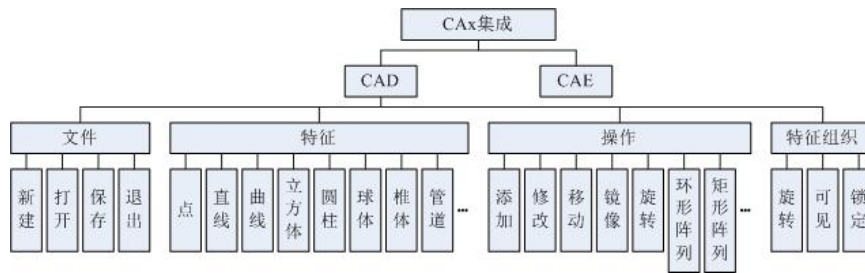 CAx集成
CAD
CAE
文件
特征
操作
特征组织
新建
打开
保存
退出
点
直线
曲线
立方体
圆柱
球体
椎体
管道
...
添加
修改
移动
镜像
旋转
环形阵列
矩形阵列
...
旋转
可见
锁定